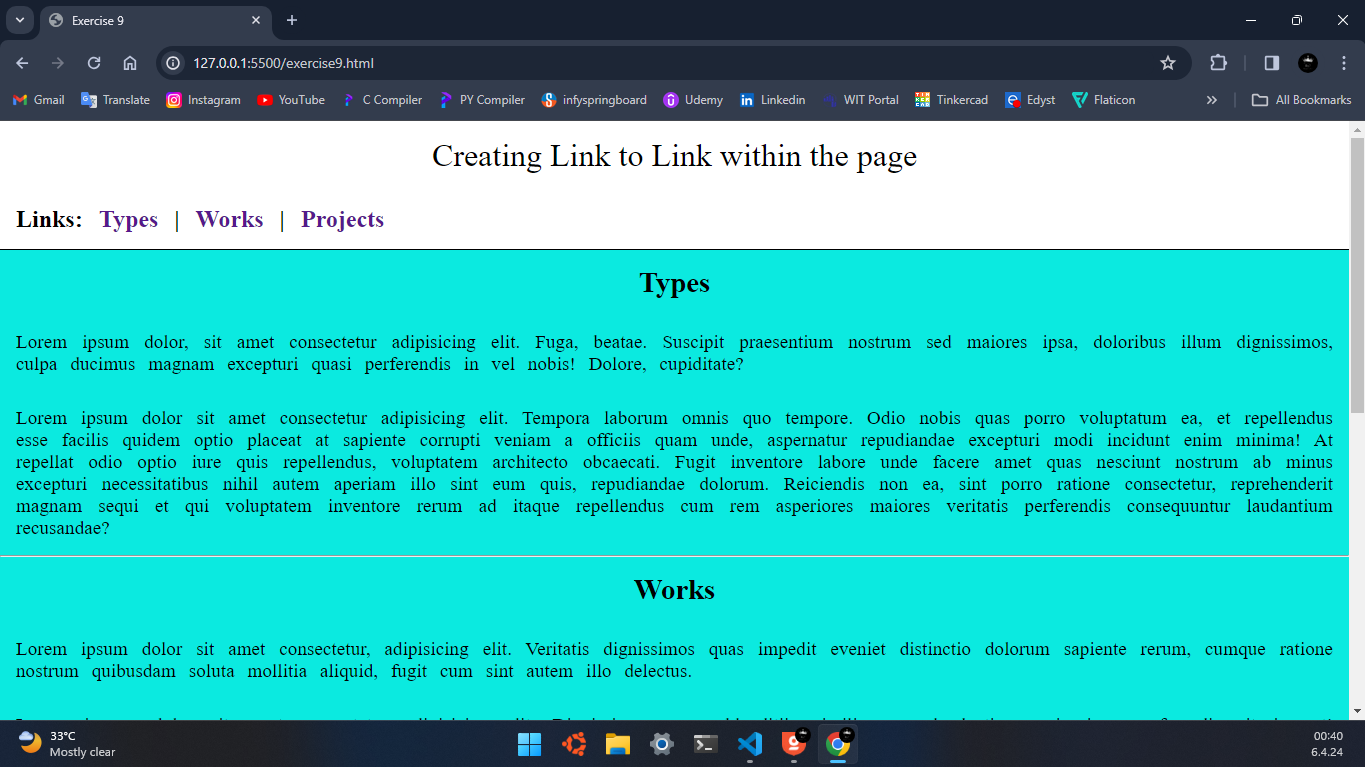 Exercise 9
127.0.0.1:5500/exercise9.html
Gmail Translate Instagram YouTube C Compiler PY Compiler infyspringboard Udemy Linkedin WIT Portal Tinkercad Edyst Flaticon » All Bookmarks
Creating Link to Link within the page
Links: Types | Works | Projects
Types
Lorem ipsum dolor, sit amet consectetur adipisicing elit. Fuga, beatae. Suscipit praesentium nostrum sed maiores ipsa, doloribus illum dignissimos,
culpa ducimus magnam excepturi quasi perferendis in vel nobis! Dolore, cupiditate?
Lorem ipsum dolor sit amet consectetur adipisicing elit. Tempora laborum omnis quo tempore. Odio nobis quas porro voluptatum ea, et repellendus
esse facilis quidem optio placeat at sapiente corrupti veniam a officiis quam unde, aspernatur repudiandae excepturi modi incidunt enim minima! At
repellat odio optio iure quis repellendus, voluptatem architecto obcaecati. Fugit inventore labore unde facere amet quas nesciunt nostrum ab minus
excepturi necessitatibus nihil autem aperiam illo sint eum quis, repudiandae dolorum. Reiciendis non ea, sint porro ratione consectetur, reprehenderit
magnam sequi et qui voluptatem inventore rerum ad itaque repellendus cum rem asperiores maiores veritatis perferendis consequuntur laudantium
recusandae?
Works
Lorem ipsum dolor sit amet consectetur, adipisicing elit. Veritatis dignissimos quas impedit eveniet distinctio dolorum sapiente rerum, cumque ratione
nostrum quibusdam soluta mollitia aliquid, fugit cum sint autem illo delectus.
33°C
Mostly clear
00:40
6.4.24